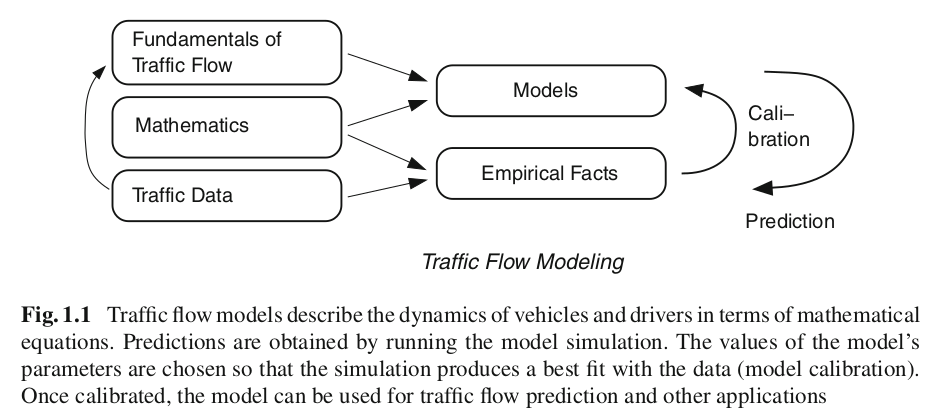 Fundamentals of
Traffic Flow
Mathematics
Traffic Data
Models
Empirical Facts
Cali–
bration
Prediction
Traffic Flow Modeling
Fig. 1.1 Traffic flow models describe the dynamics of vehicles and drivers in terms of mathematical
equations. Predictions are obtained by running the model simulation. The values of the model’s
parameters are chosen so that the simulation produces a best fit with the data (model calibration).
Once calibrated, the model can be used for traffic flow prediction and other applications